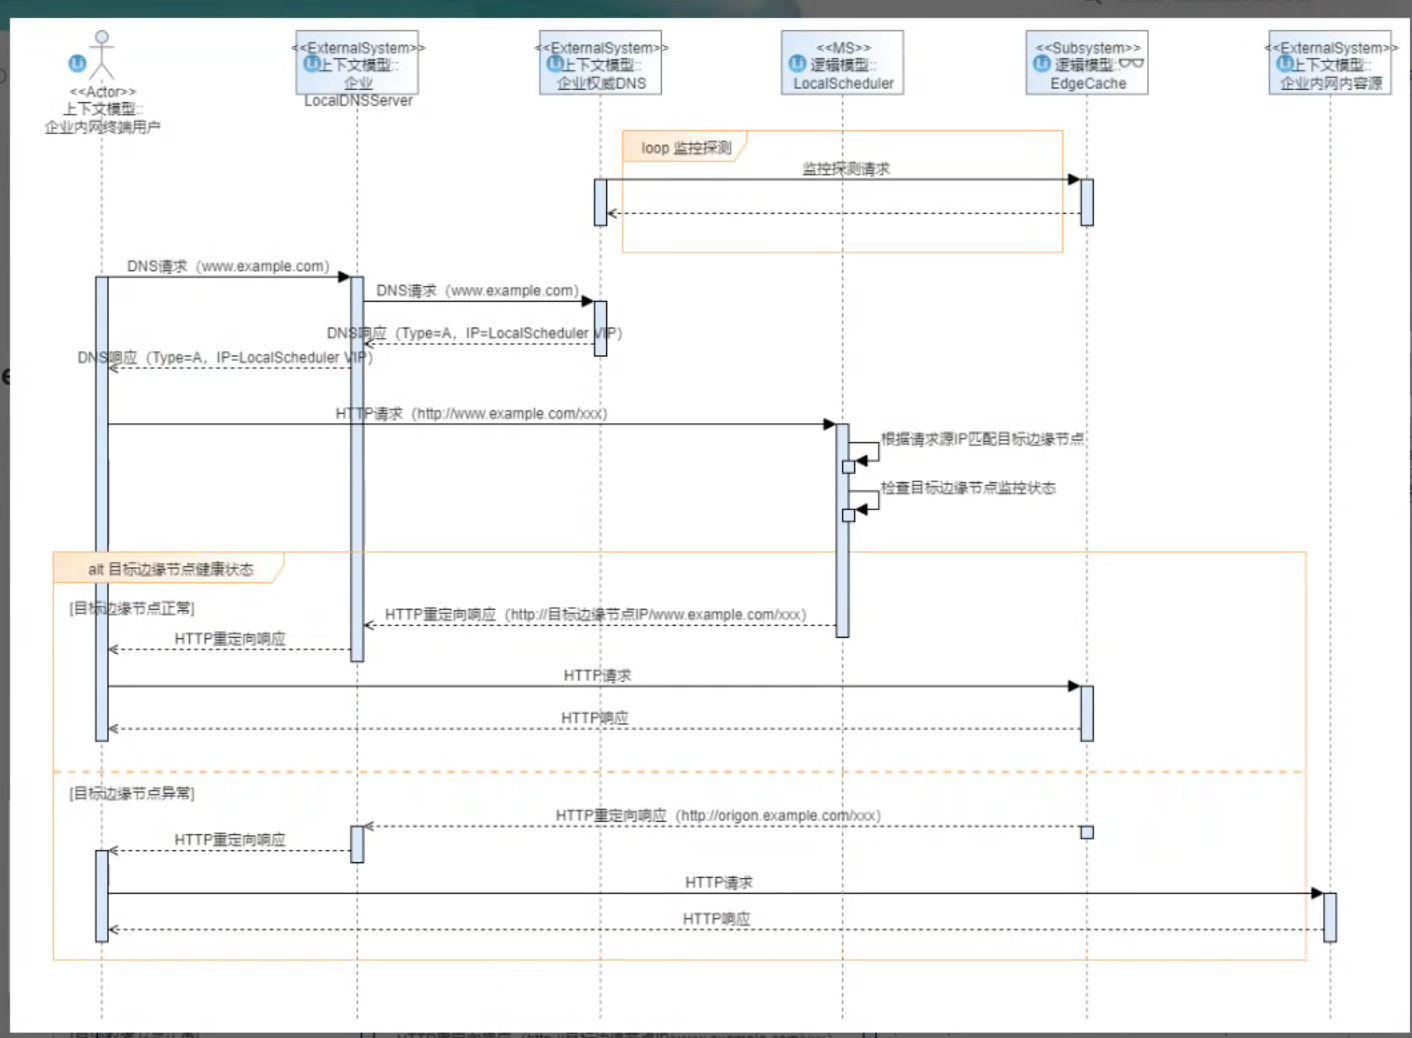 <<Actor>>
上下文模型::
企业内网终端用户
<<ExternalSystem>>
上下文模型::
企业
LocalDNSServer
<<ExternalSystem>>
上下文模型::
企业权威DNS
<<MS>>
逻辑模型::
LocalScheduler
<<Subsystem>>
逻辑模型::
EdgeCache
<<ExternalSystem>>
上下文模型::
企业内网内容源
loop 监控探测
监控探测请求
DNS请求（www.example.com）
DNS请求（www.example.com）
DNS响应（Type=A，IP=LocalScheduler VIP）
DNS响应（Type=A，IP=LocalScheduler VIP）
HTTP请求（http://www.example.com/xxx）
根据请求源IP匹配目标边缘节点
检查目标边缘节点监控状态
alt 目标边缘节点健康状态
[目标边缘节点正常]
HTTP重定向响应（http://目标边缘节点IP/www.example.com/xxx）
HTTP重定向响应
HTTP请求
HTTP响应
[目标边缘节点异常]
HTTP重定向响应（http://origon.example.com/xxx）
HTTP重定向响应
HTTP请求
HTTP响应